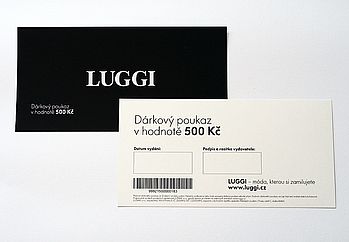 LUGGI
Dárkový poukaz
v hodnotě 500 Kč
Dárkový poukaz
v hodnotě 500 Kč
Datum vydání:
Podpis a razítko vydavatele:
LUGGI – móda, kterou si zamilujete
www.luggi.cz